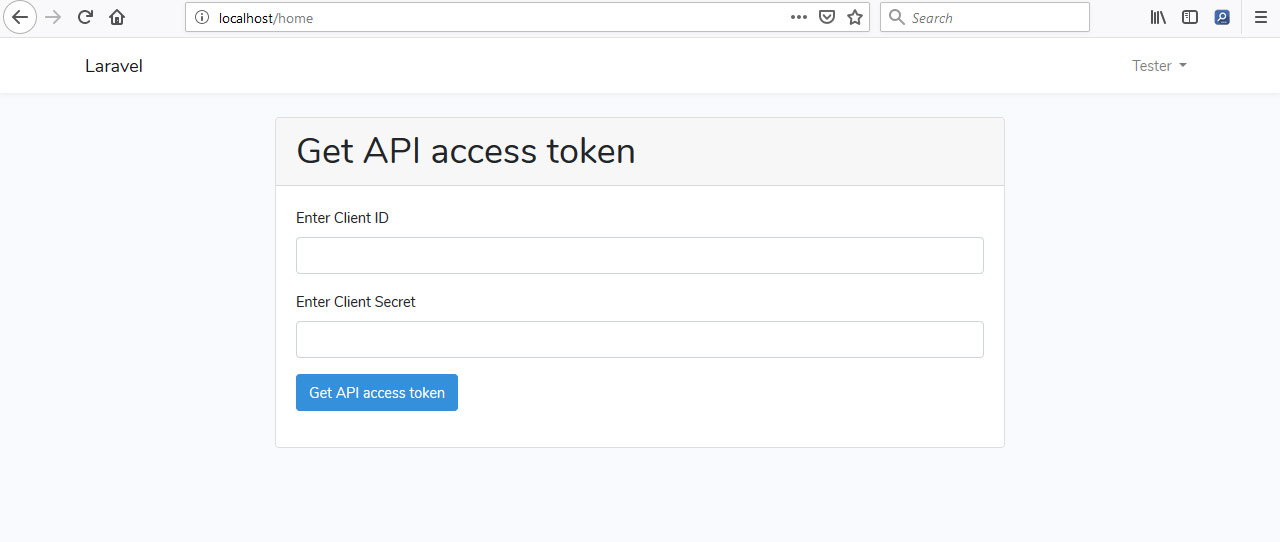 localhost/home
Search
Laravel
Tester
Get API access token
Enter Client ID
Enter Client Secret
Get API access token